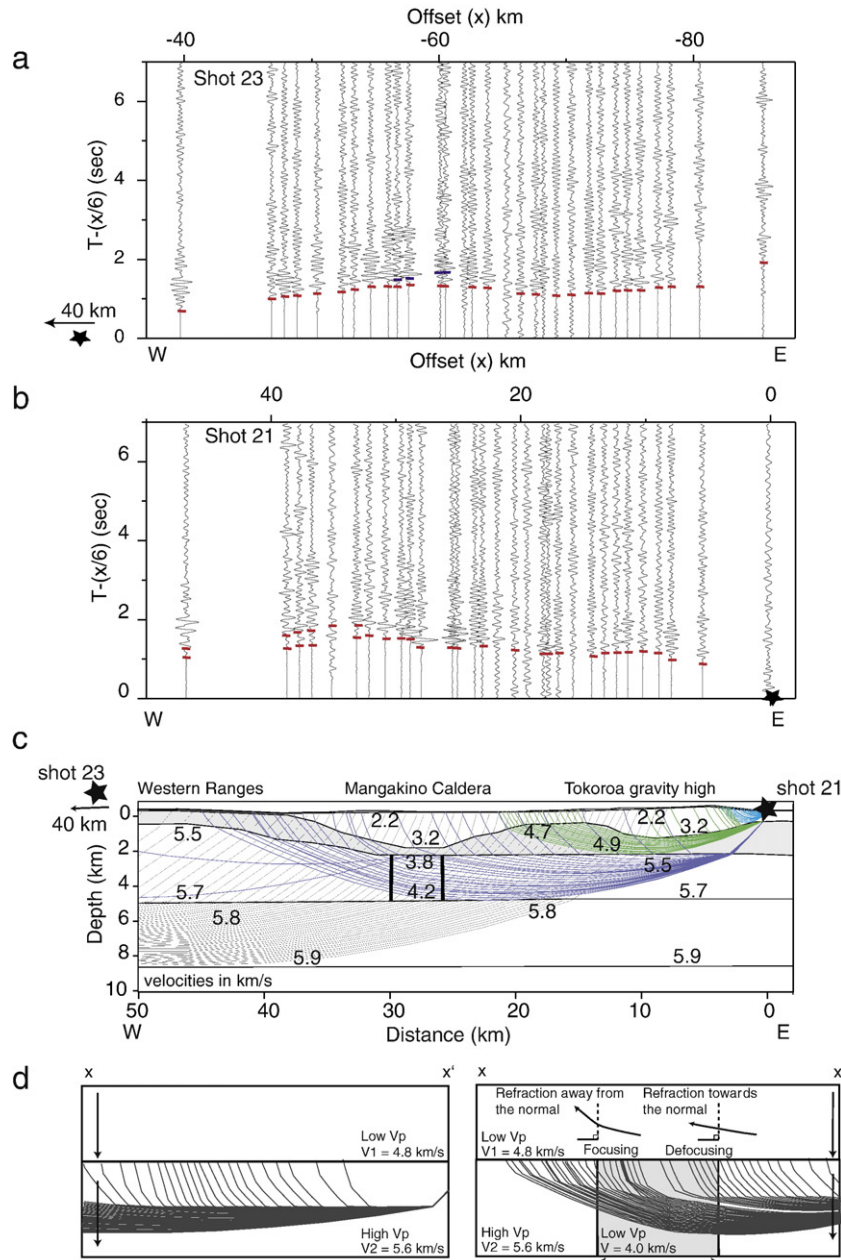 a
Offset (x) km
-40 -60 -80
Shot 23
6
4
2
0
T-(x/6) (sec)
40 km
W E
Offset (x) km
b
40 20 0
Shot 21
6
4
2
0
T-(x/6) (sec)
W E
c
shot 23
Western Ranges Mangakino Caldera Tokoroa gravity high
shot 21
40 km
0
2
4
6
8
10
Depth (km)
2.2 2.2
5.5 3.2 4.7 3.2
4.9
3.8 5.5
5.7 4.2 5.7
5.8 5.8
5.9 5.9
velocities in km/s
50 40 30 20 10 0
W Distance (km) E
d
x x'
Low Vp
V1 = 4.8 km/s
High Vp
V2 = 5.6 km/s
x x
Refraction away from
the normal
Refraction towards
the normal
Low Vp
V1 = 4.8 km/s
Focusing Defocusing
High Vp
V2 = 5.6 km/s
Low Vp
V = 4.0 km/s